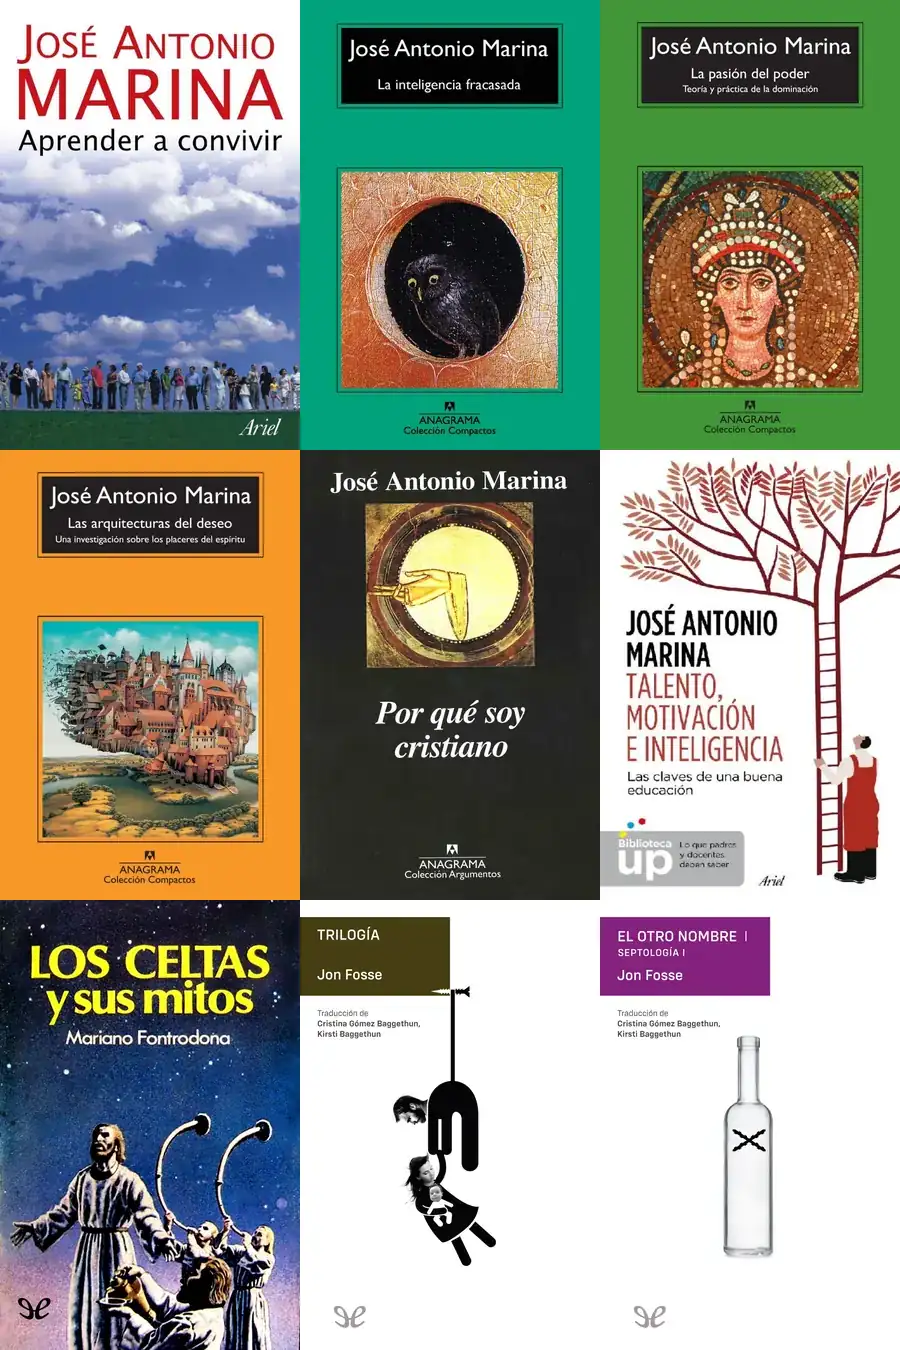 JOSÉ ANTONIO
MARINA
Aprender a convivir
Ariel
José Antonio Marina
La inteligencia fracasada
ANAGRAMA
Colección Compactos
José Antonio Marina
La pasión del poder
Teoría y práctica de la dominación
ANAGRAMA
Colección Compactos
José Antonio Marina
Las arquitecturas del deseo
Una investigación sobre los placeres del espíritu
ANAGRAMA
Colección Compactos
José Antonio Marina
Por qué soy
cristiano
ANAGRAMA
Colección Argumentos
JOSÉ ANTONIO
MARINA
TALENTO,
MOTIVACIÓN
E INTELIGENCIA
Las claves de una buena
educación
Biblioteca
up
Lo que padres
y docentes
deben saber
Ariel
LOS CELTAS
y sus mitos
Mariano Fontrodona
TRILOGÍA
Jon Fosse
Traducción de
Cristina Gómez Baggethun,
Kirsti Baggethun
EL OTRO NOMBRE |
SEPTOLOGÍA I
Jon Fosse
Traducción de
Cristina Gómez Baggethun,
Kirsti Baggethun